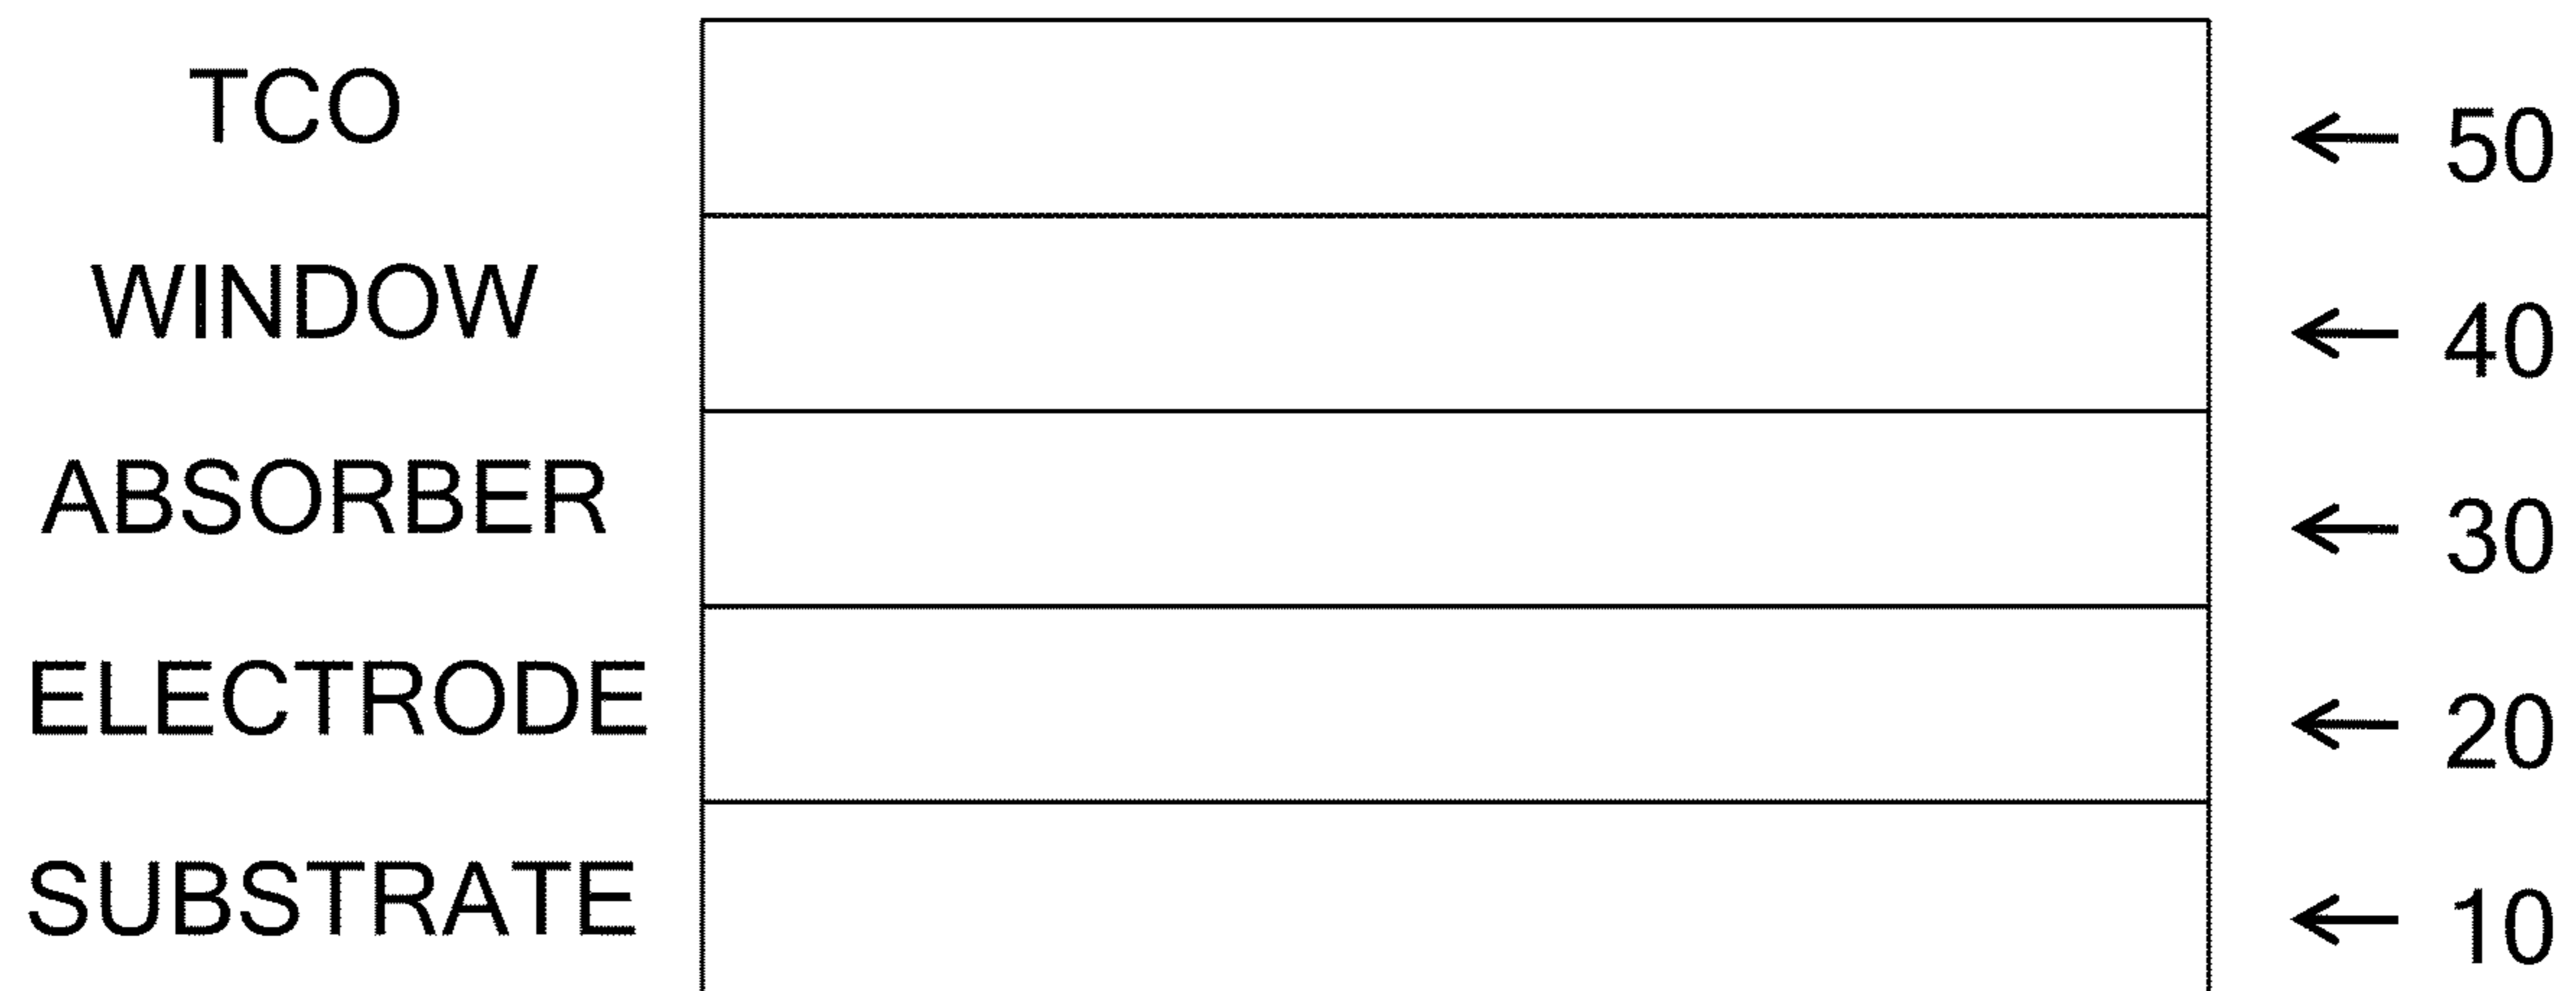 TCO ← 50
WINDOW ← 40
ABSORBER ← 30
ELECTRODE ← 20
SUBSTRATE ← 10